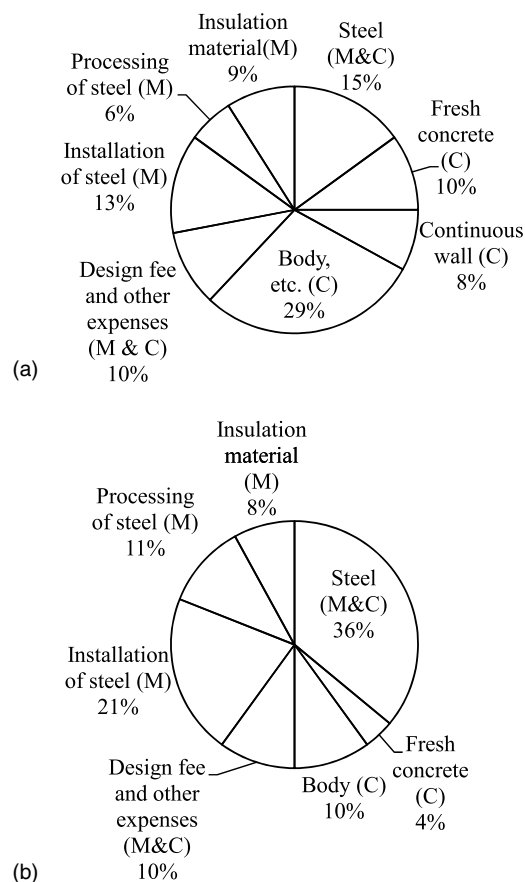 Insulation
material(M)
9%
Steel
(M&C)
15%
Fresh
concrete
(C)
10%
Continuous
wall (C)
8%
Body,
etc. (C)
29%
Design fee
and other
expenses
(M & C)
10%
Installation
of steel (M)
13%
Processing
of steel (M)
6%
(a)
Insulation
material
(M)
8%
Steel
(M&C)
36%
Fresh
concrete
(C)
4%
Body (C)
10%
Design fee
and other
expenses
(M&C)
10%
Installation
of steel (M)
21%
Processing
of steel (M)
11%
(b)